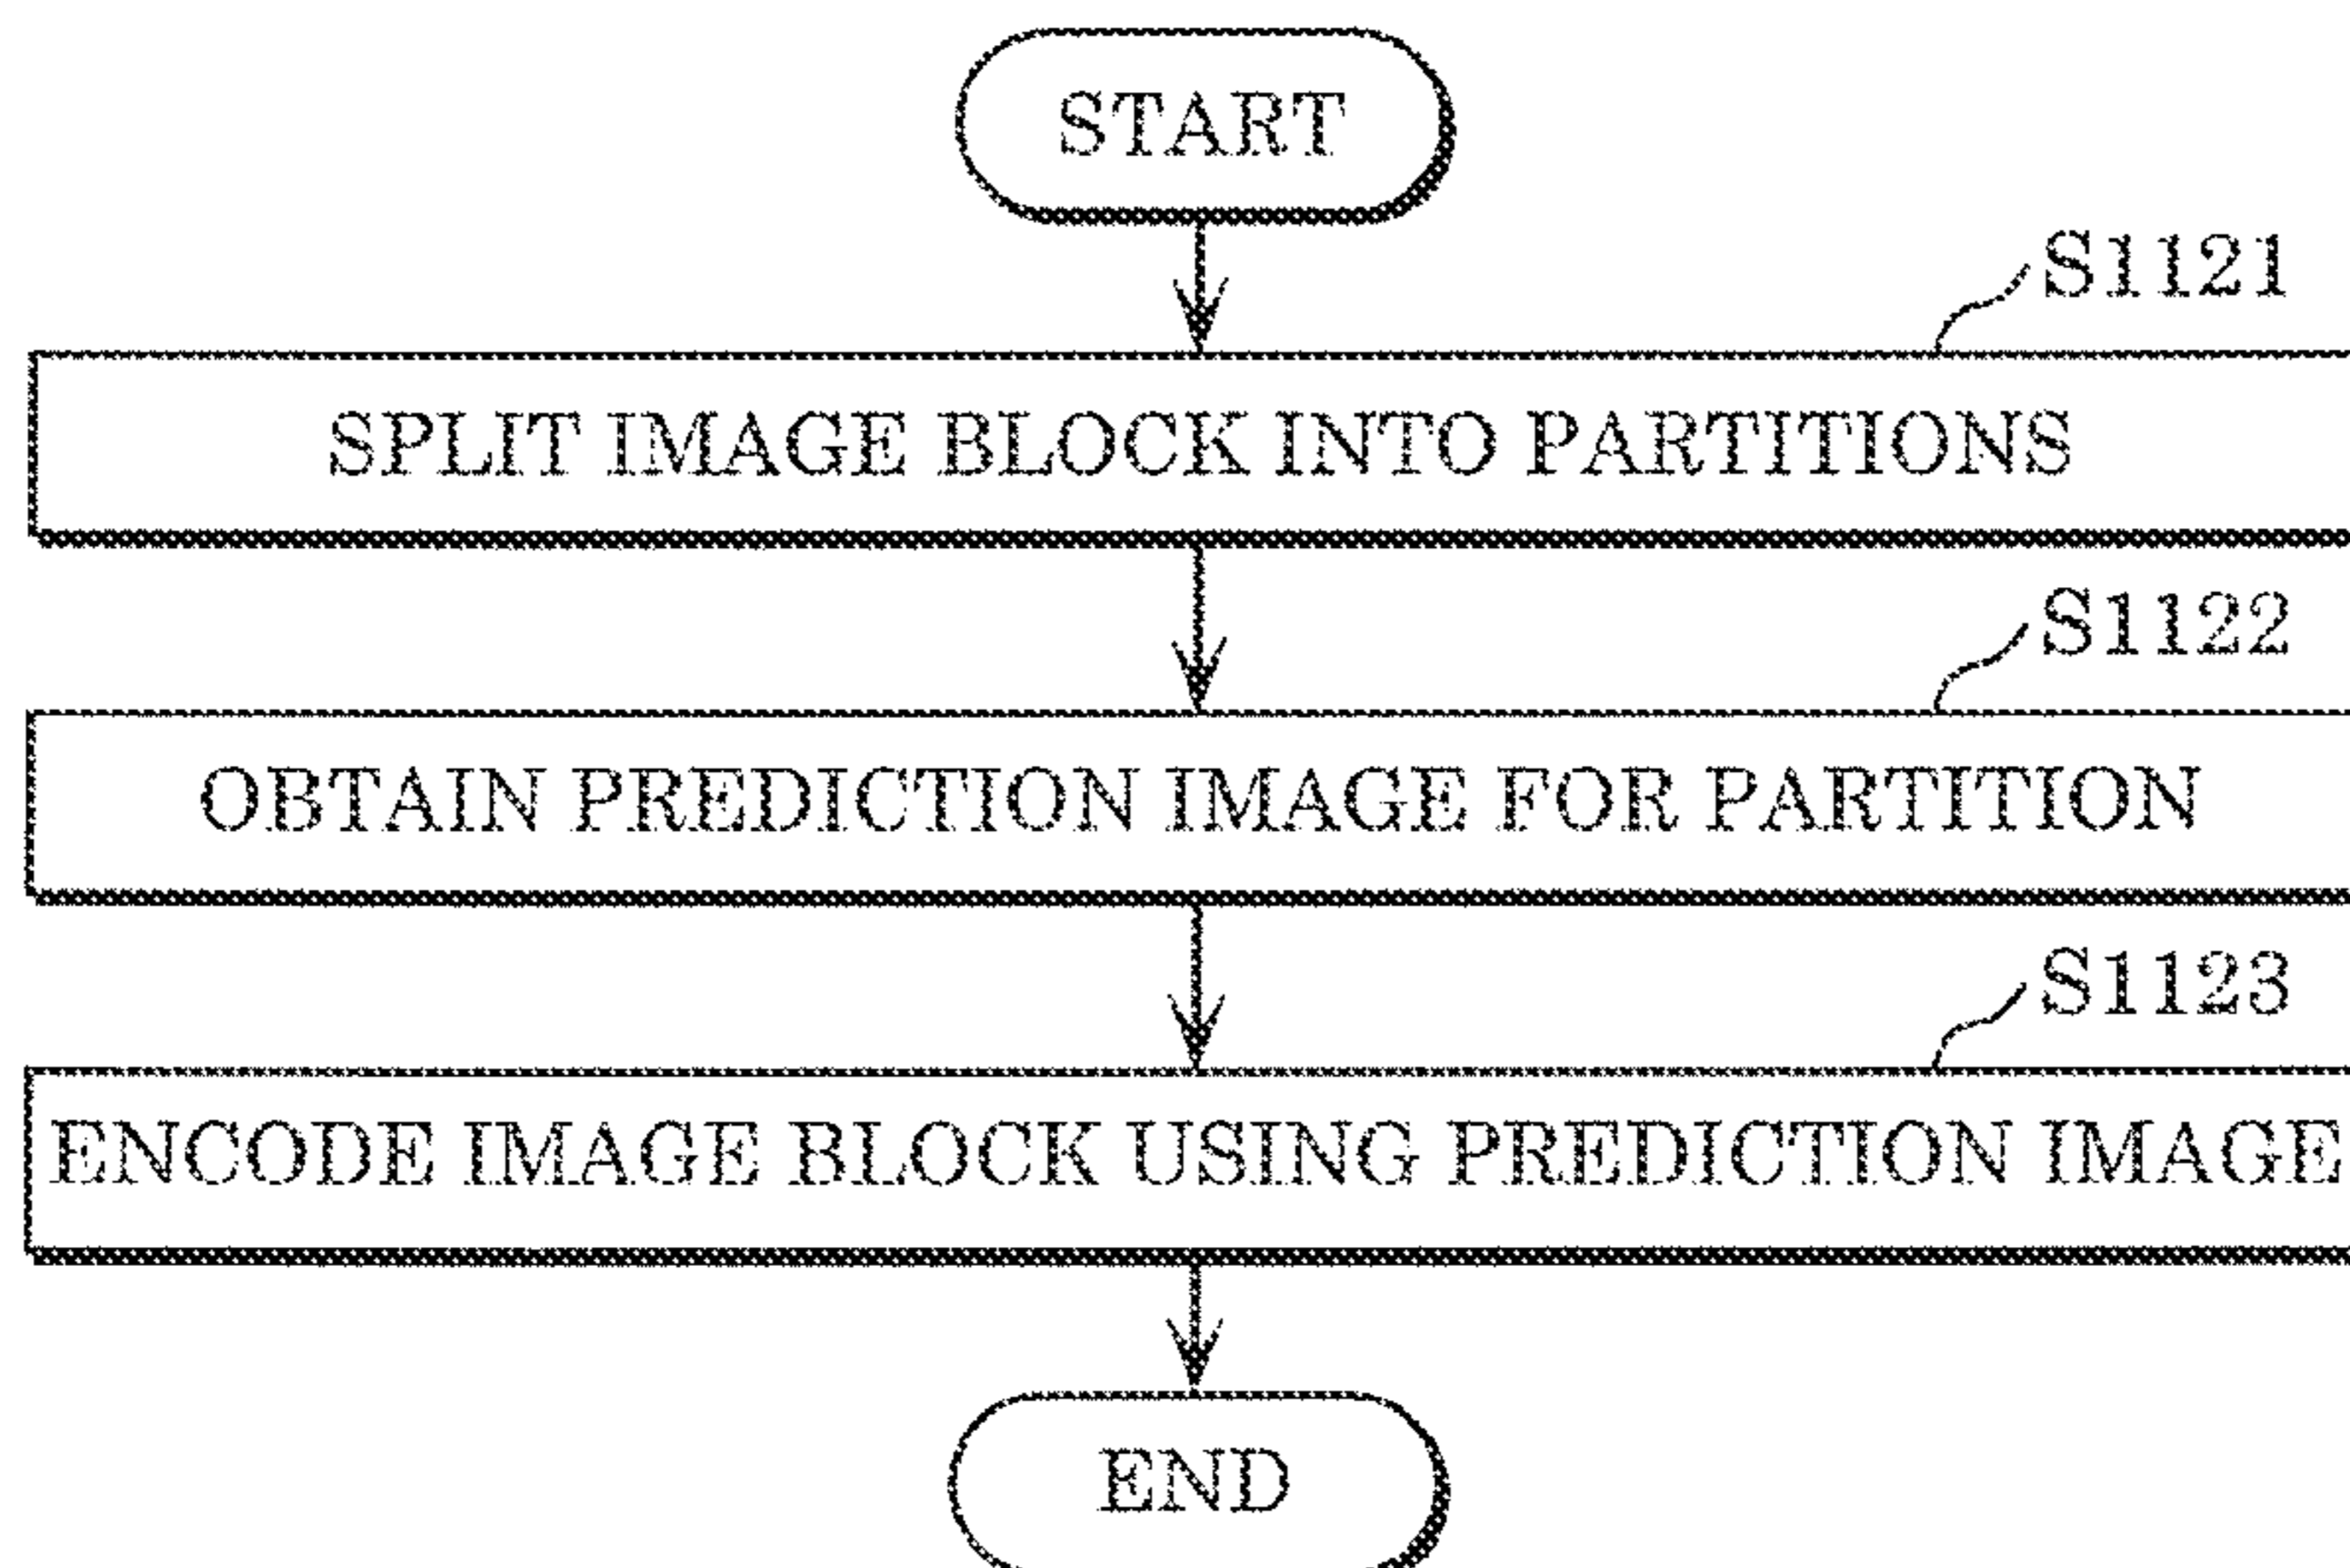 START
S1121
SPLIT IMAGE BLOCK INTO PARTITIONS
S1122
OBTAIN PREDICTION IMAGE FOR PARTITION
S1123
ENCODE IMAGE BLOCK USING PREDICTION IMAGE
END